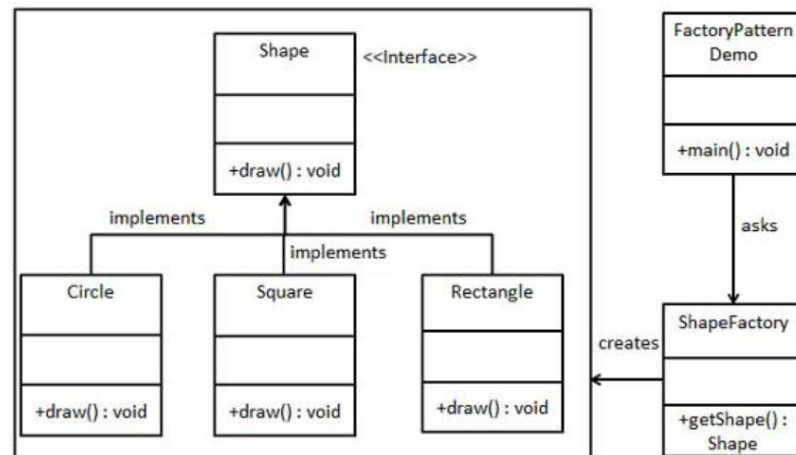 Shape
<<Interface>>
+draw() : void
FactoryPattern
Demo
+main() : void
implements
implements
implements
asks
Circle
+draw() : void
Square
+draw() : void
Rectangle
+draw() : void
creates
ShapeFactory
+getShape() :
Shape